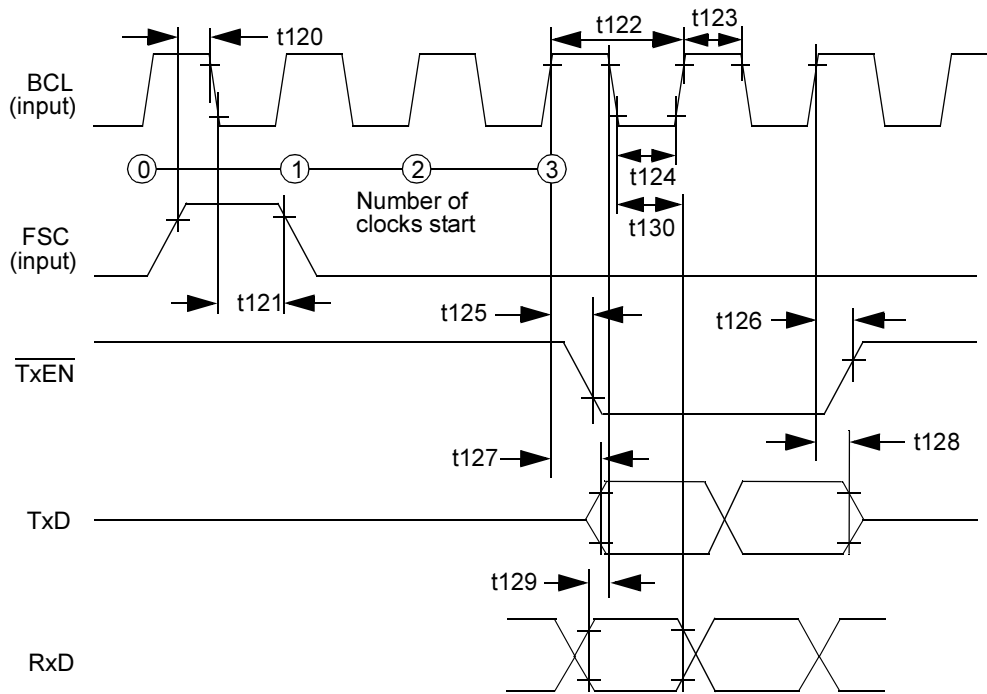 t120
t122
t123
BCL
(input)
0
1
2
3
t124
Number of
clocks start
t130
FSC
(input)
t121
t125
t126
TxEN
t127
t128
TxD
t129
RxD